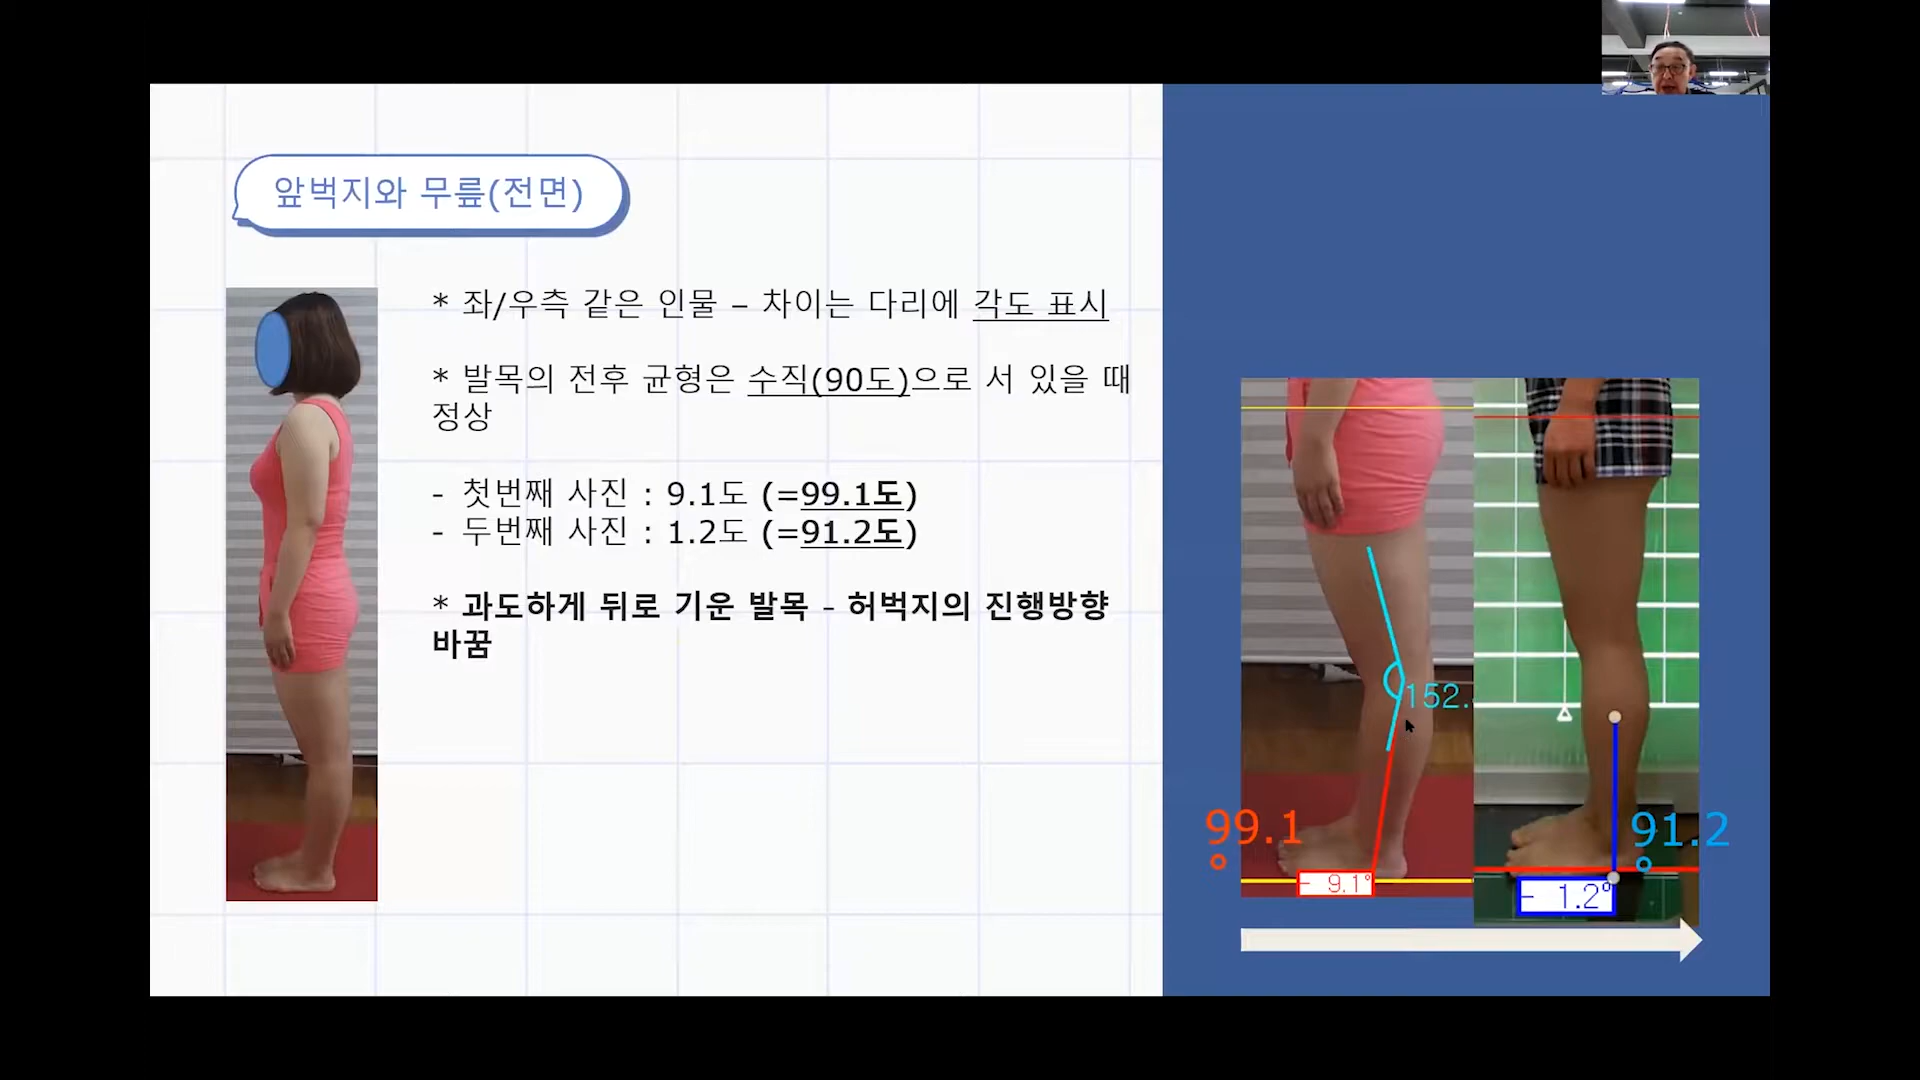 앞벅지와 무릎(전면)
* 좌/우측 같은 인물 – 차이는 다리에 각도 표시
* 발목의 전후 균형은 수직(90도)으로 서 있을 때
정상
- 첫번째 사진 : 9.1도 (=99.1도)
- 두번째 사진 : 1.2도 (=91.2도)
* 과도하게 뒤로 기운 발목 - 허벅지의 진행방향
바꿈
152.
99.1
°
91.2
°
- 9.1°
- 1.2°